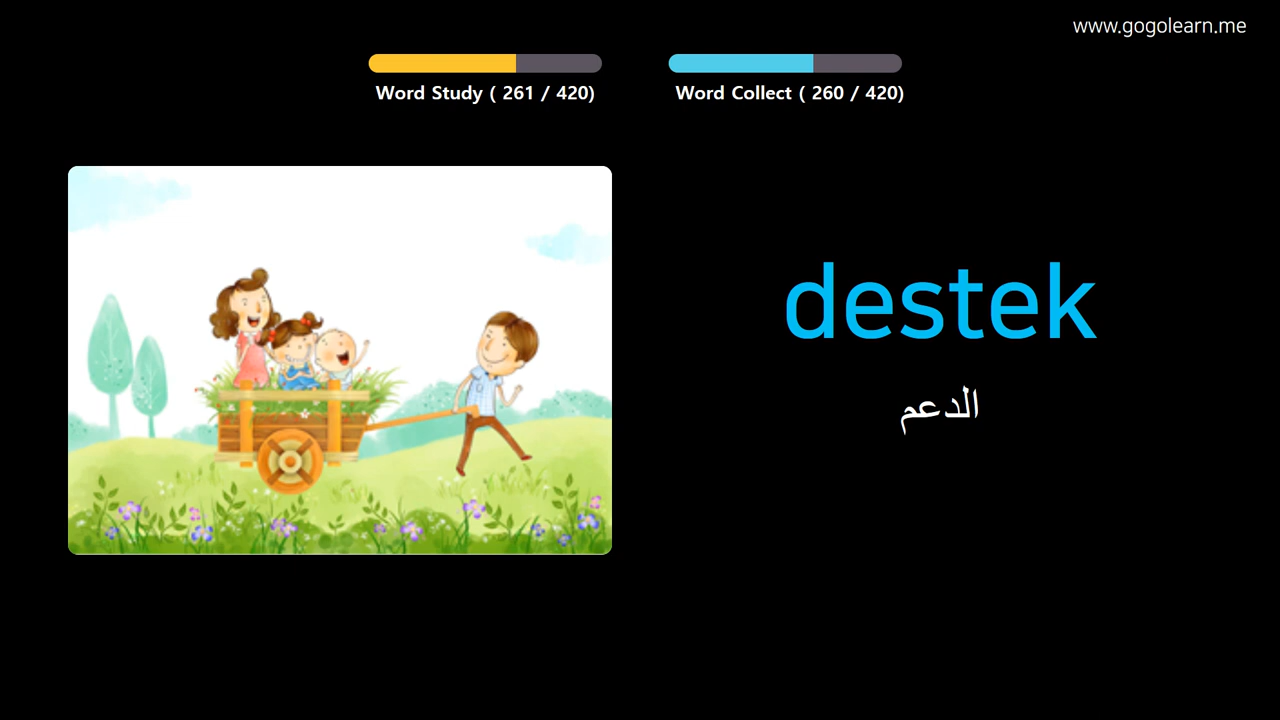 www.gogolearn.me
Word Study ( 261 / 420)
Word Collect ( 260 / 420)
destek
الدعم